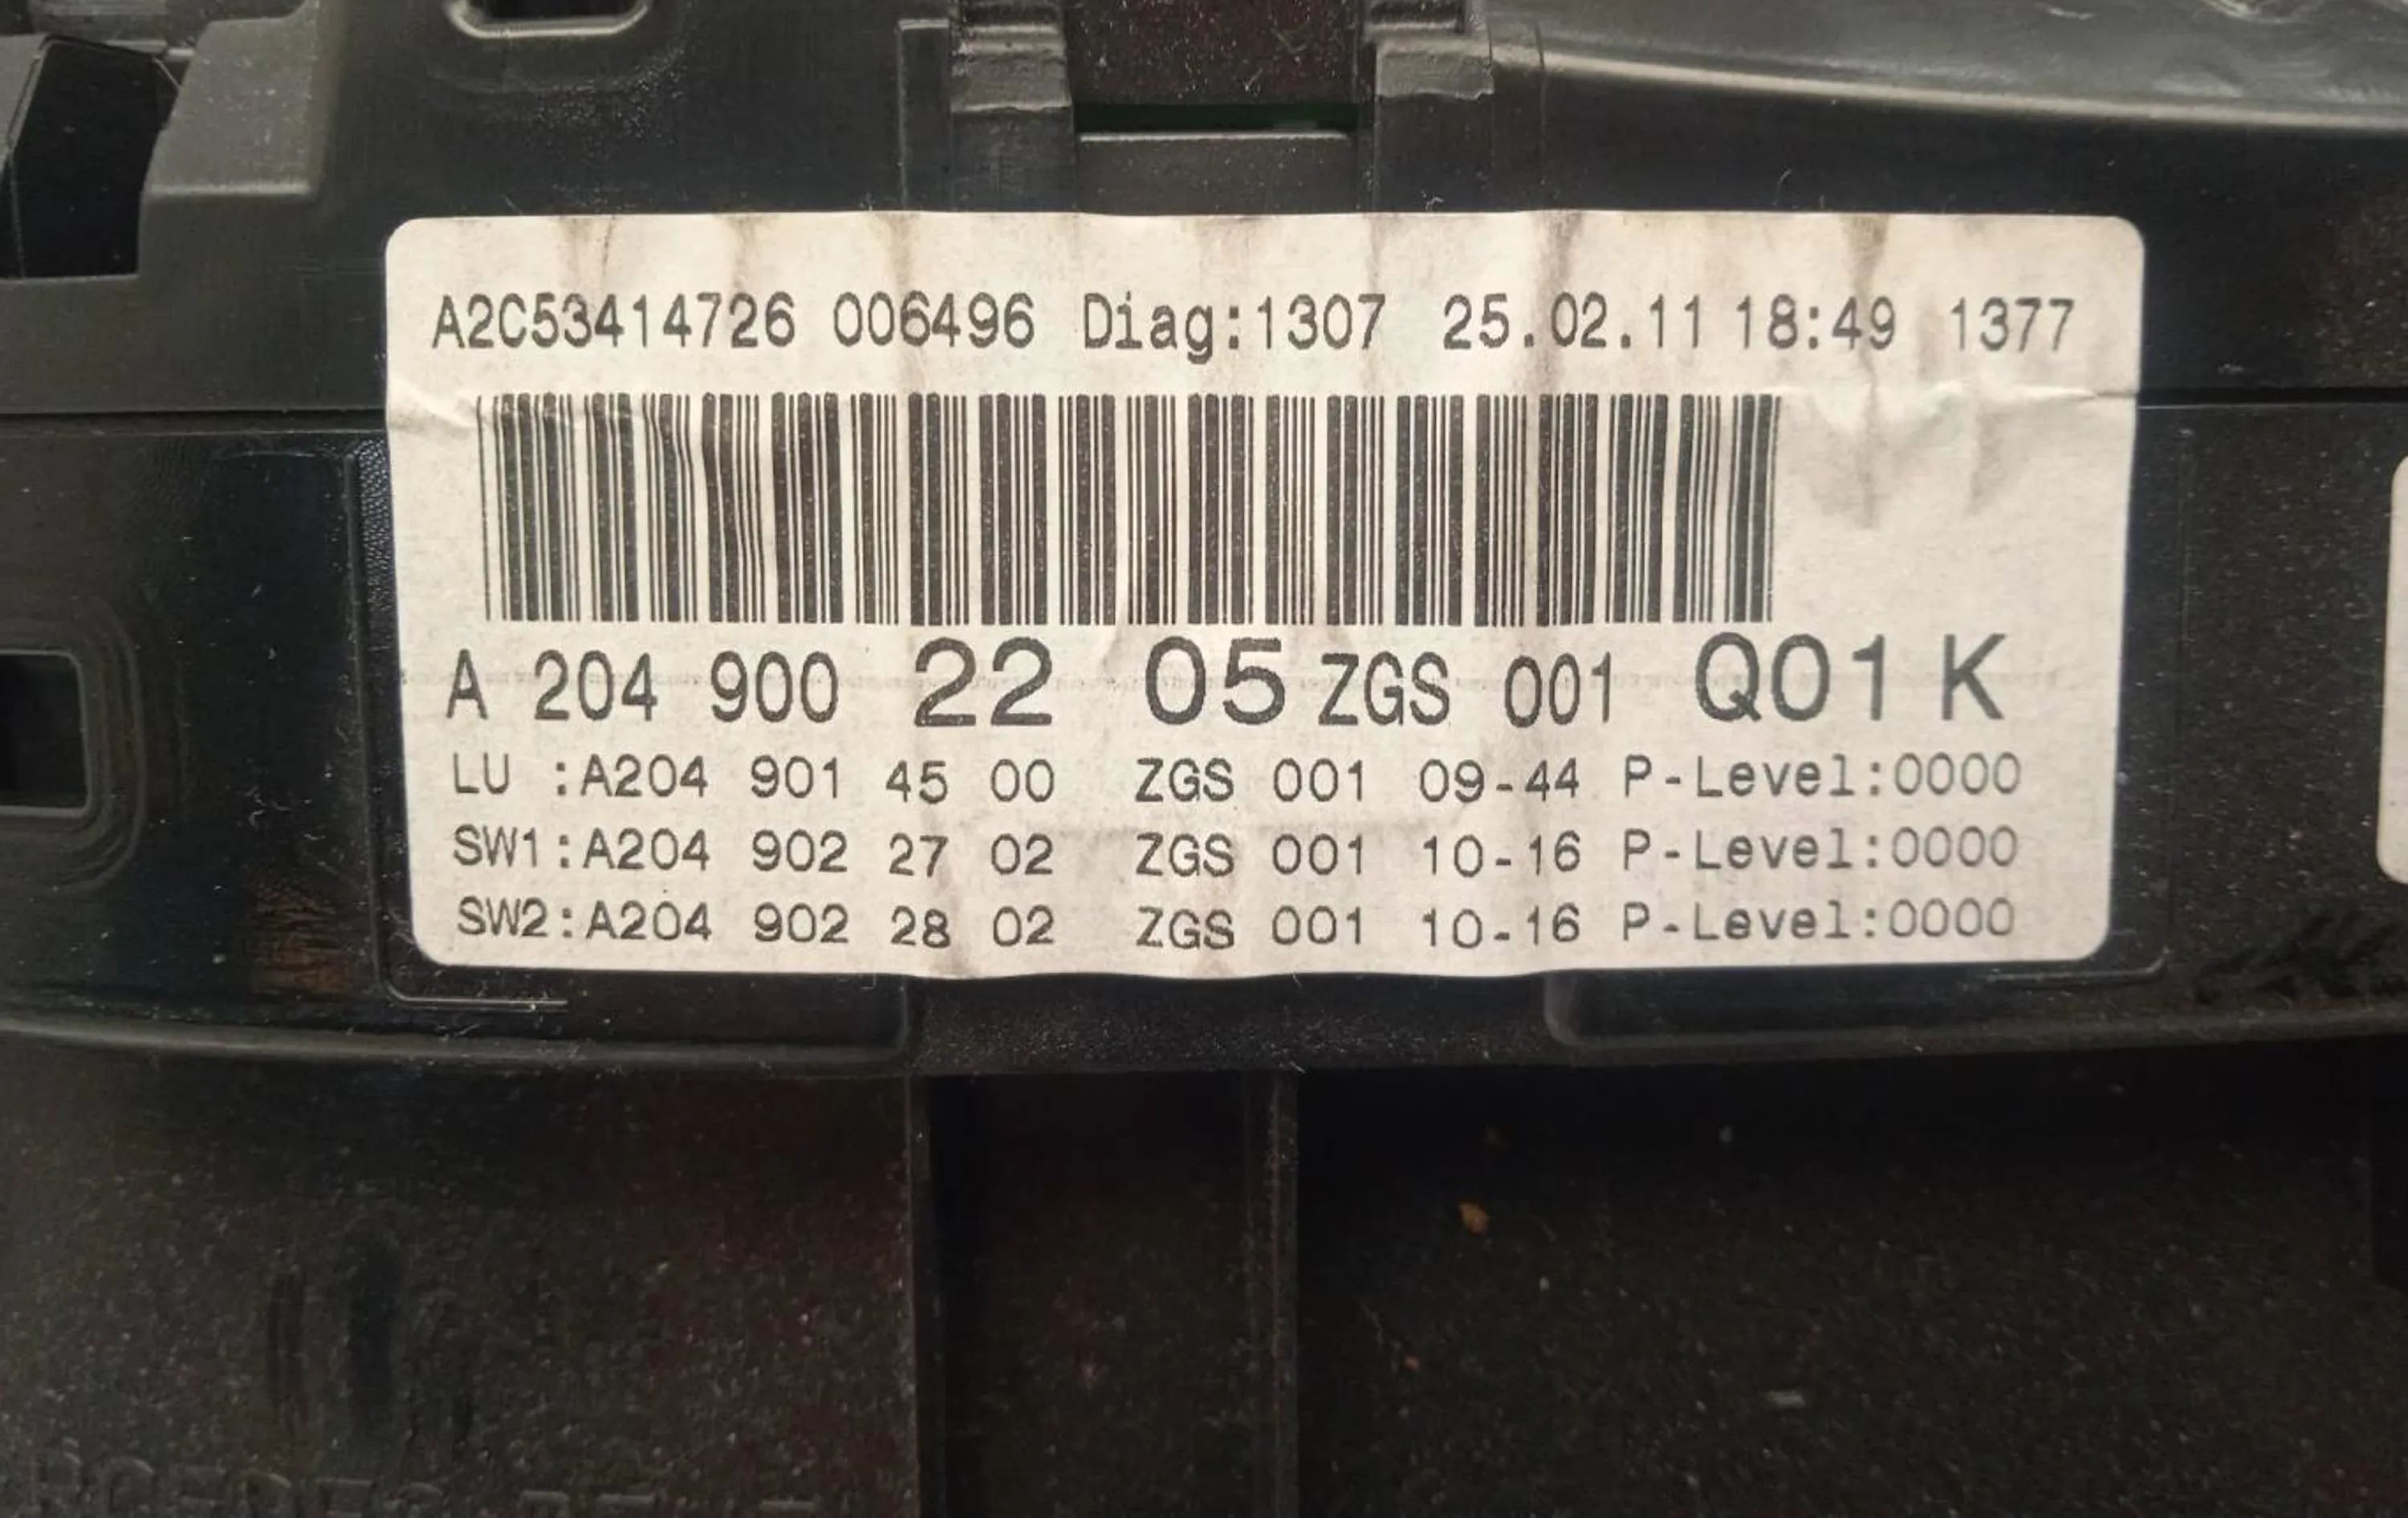 A2C53414726 006496 Diag:1307 25.02.11 18:49 1377
A 204 900 22 05 ZGS 001 Q01 K
LU :A204 901 45 00 ZGS 001 09-44 P-Level:0000
SW1:A204 902 27 02 ZGS 001 10-16 P-Level:0000
SW2:A204 902 28 02 ZGS 001 10-16 P-Level:0000